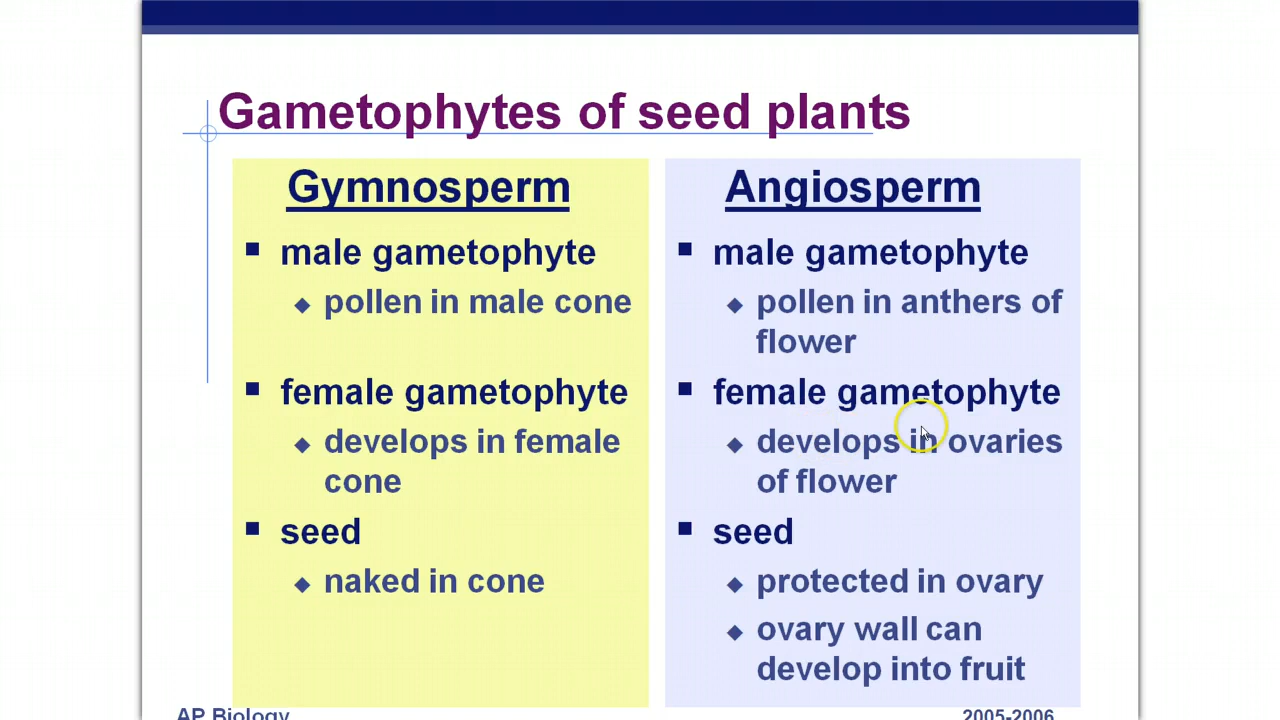 Gametophytes of seed plants
Gymnosperm
male gametophyte
pollen in male cone
female gametophyte
develops in female
cone
seed
naked in cone
Angiosperm
male gametophyte
pollen in anthers of
flower
female gametophyte
develops in ovaries
of flower
seed
protected in ovary
ovary wall can
develop into fruit
AP Biology
2005-2006